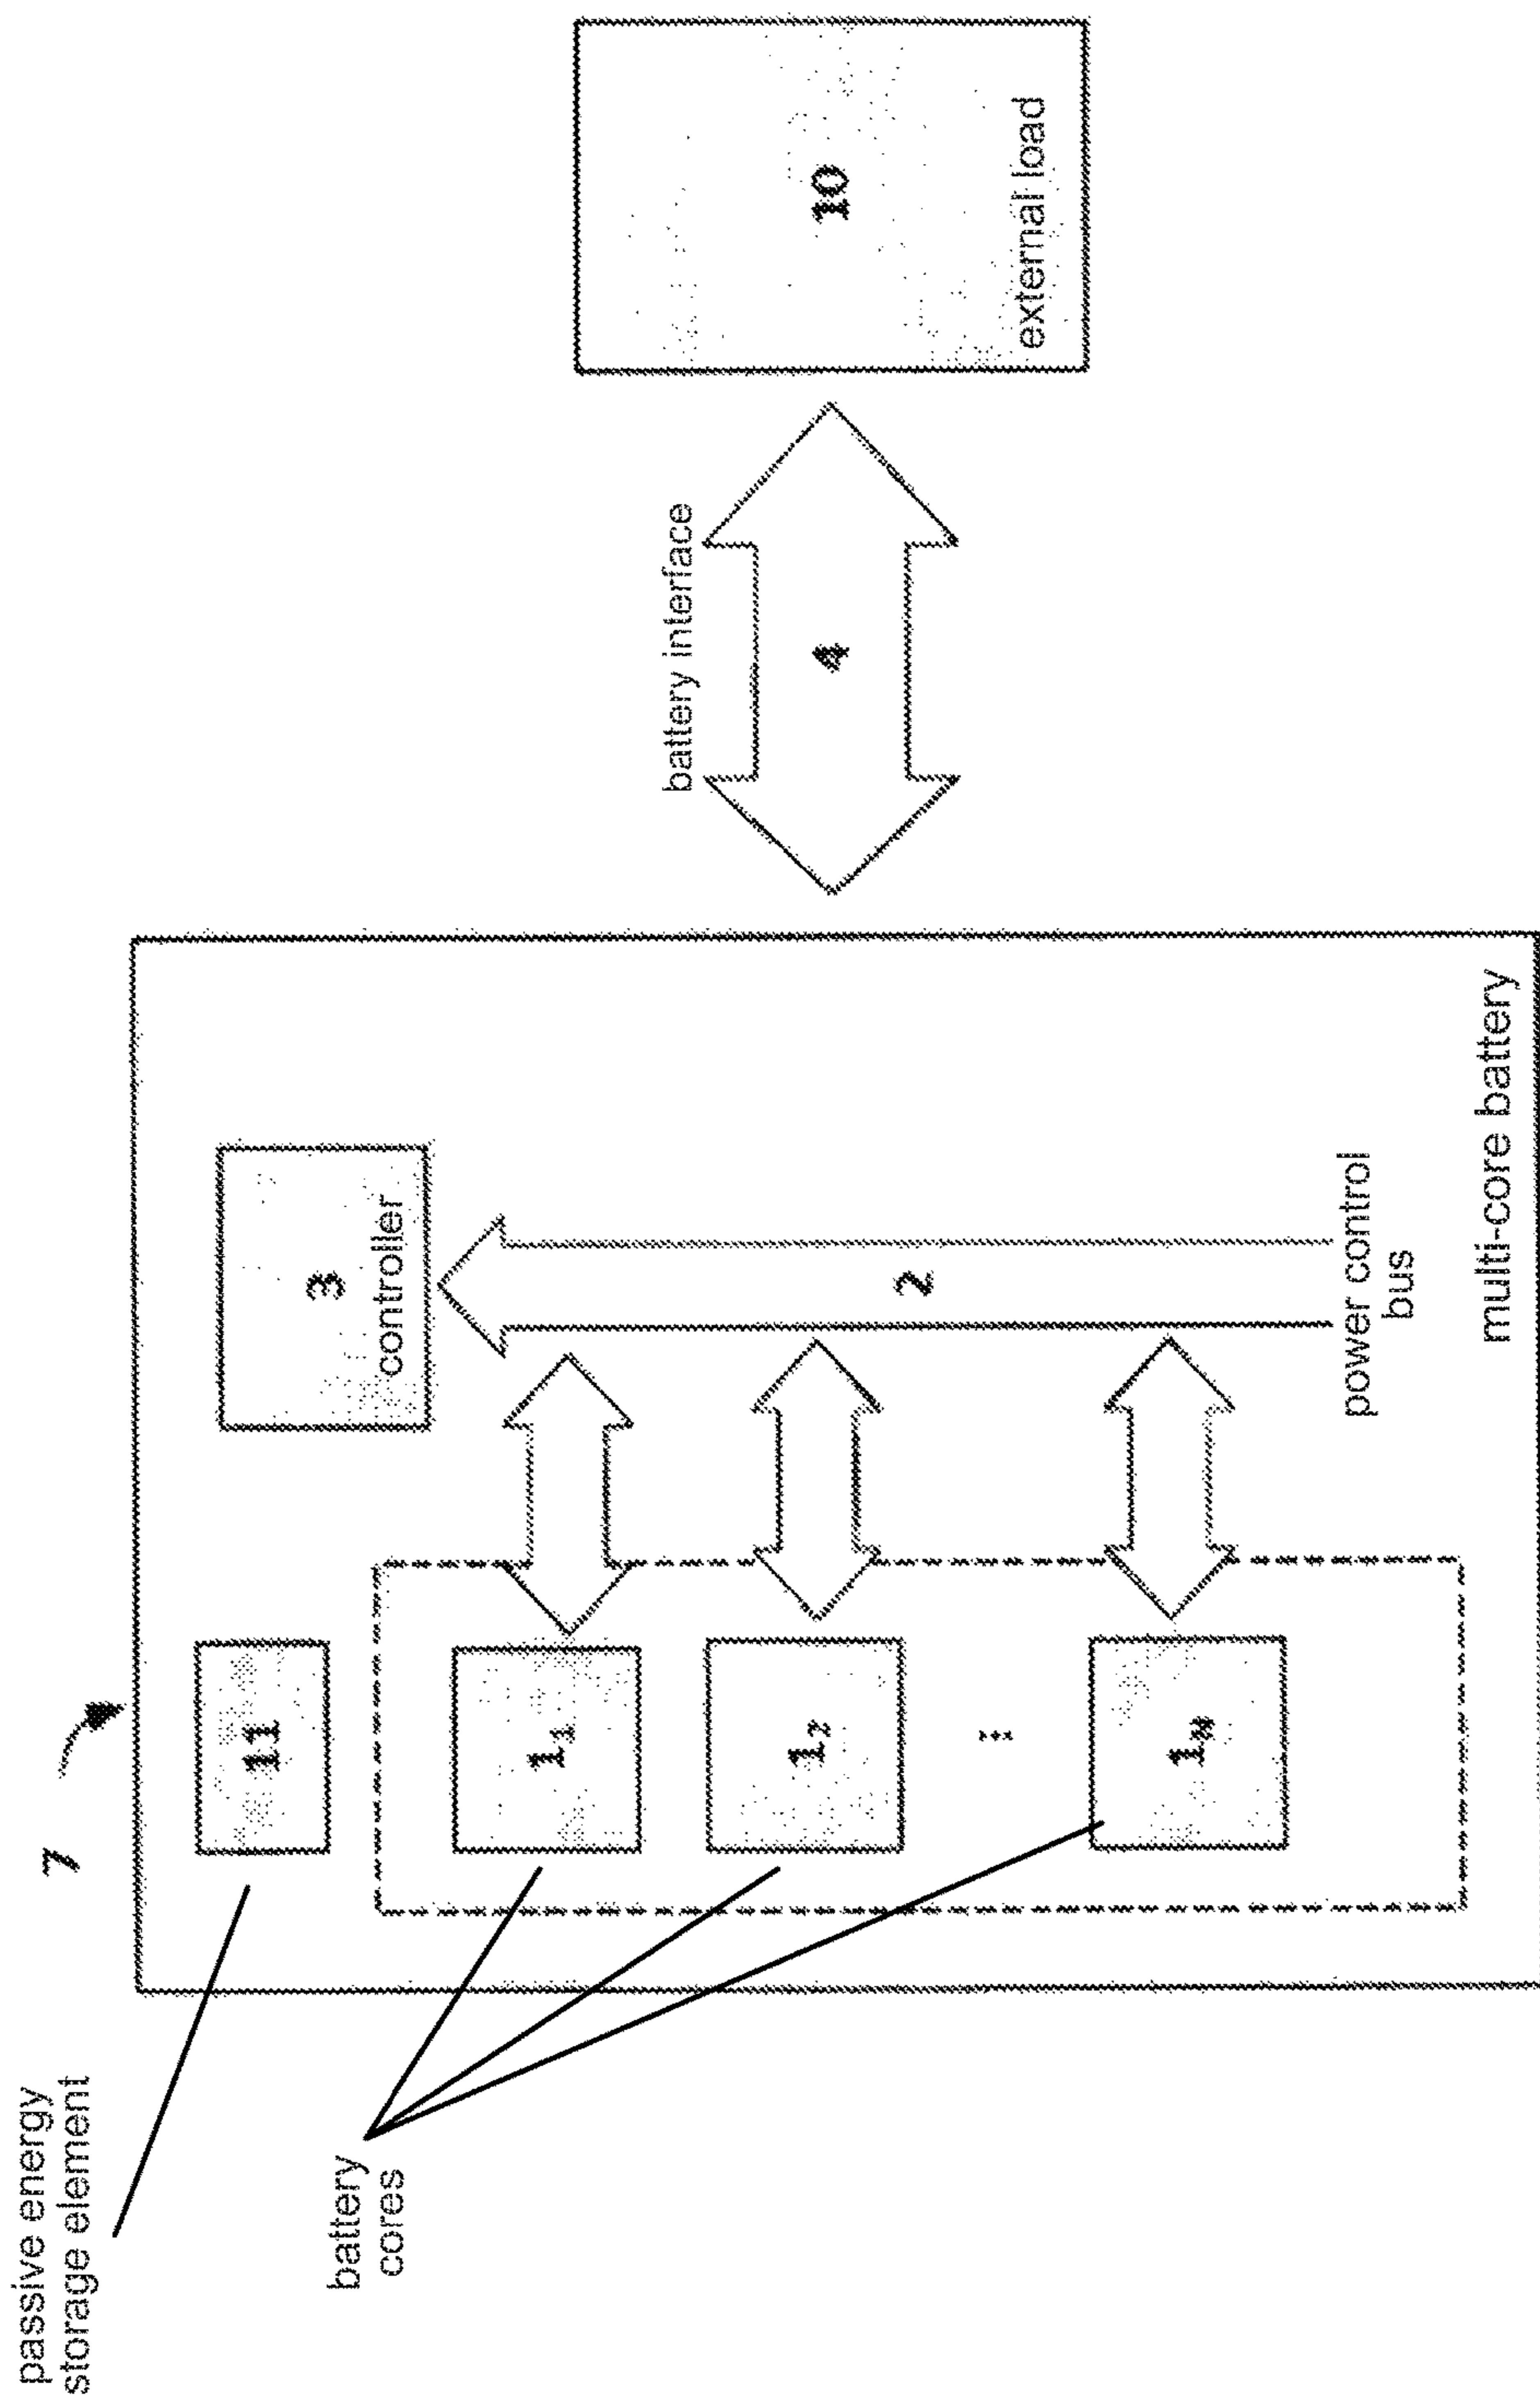 passive energy
storage element
7
11
3
controller
battery
cores
1₁
1₂
⋮
1N
2
power control
bus
multi-core battery
battery interface
4
10
external load